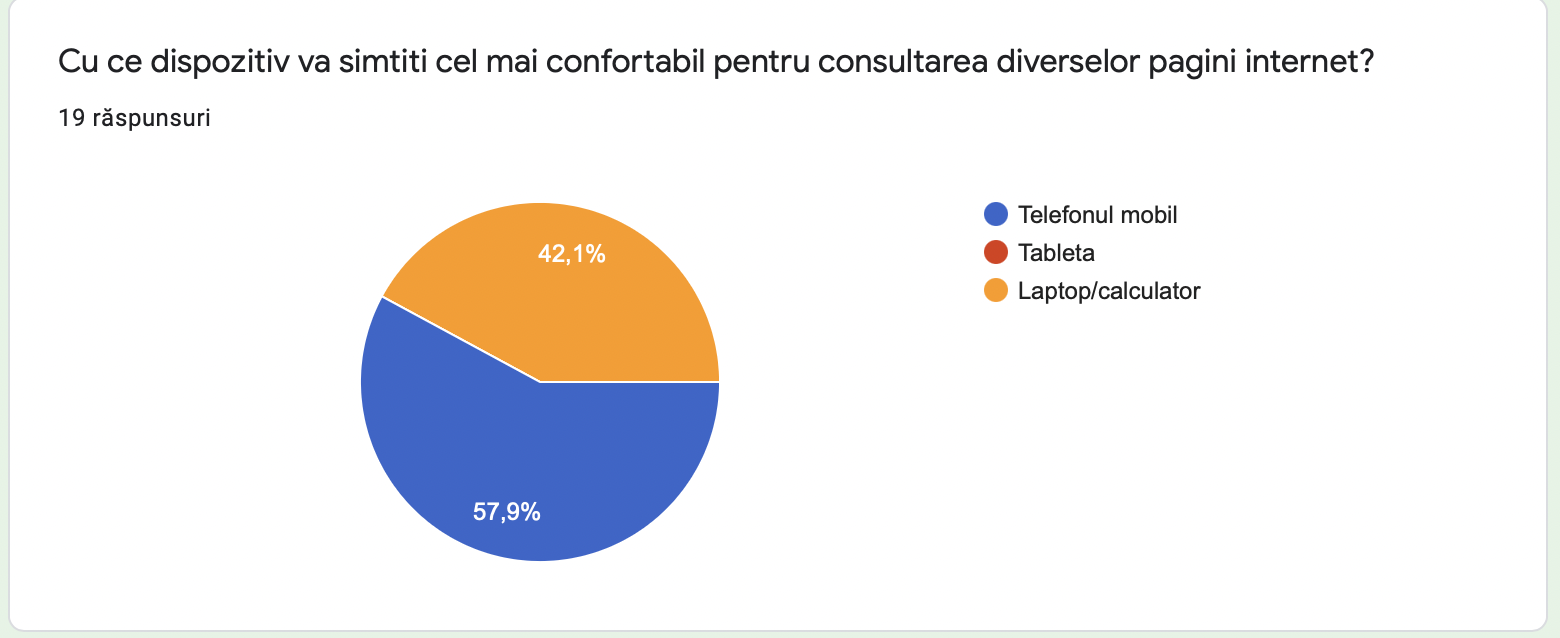 Cu ce dispozitiv va simtiti cel mai confortabil pentru consultarea diverselor pagini internet?
19 răspunsuri
42,1%
57,9%
Telefonul mobil
Tableta
Laptop/calculator